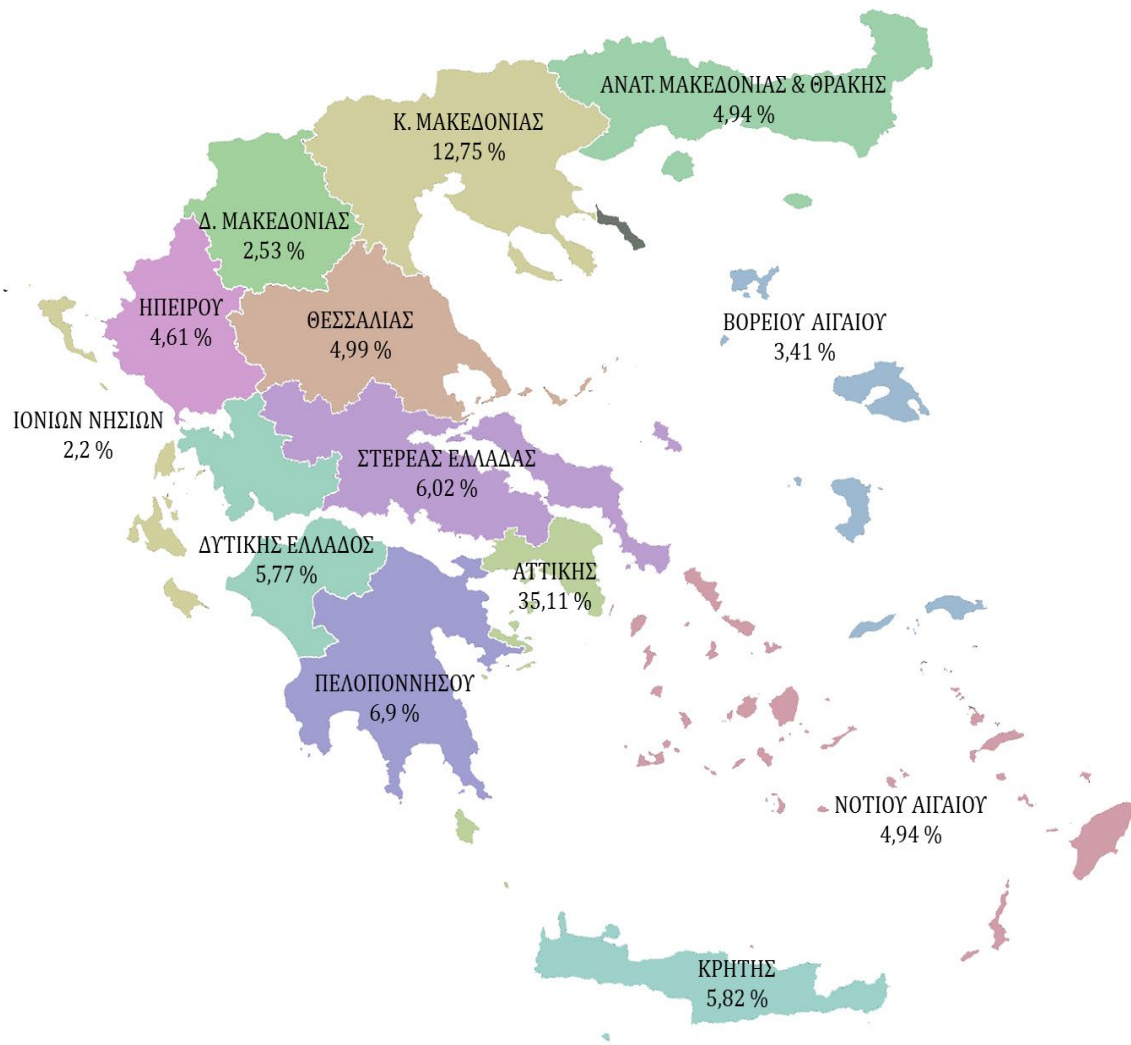 ΑΝΑΤ. ΜΑΚΕΔΟΝΙΑΣ & ΘΡΑΚΗΣ
4,94 %
Κ. ΜΑΚΕΔΟΝΙΑΣ
12,75 %
Δ. ΜΑΚΕΔΟΝΙΑΣ
2,53 %
ΗΠΕΙΡΟΥ
4,61 %
ΘΕΣΣΑΛΙΑΣ
4,99 %
ΒΟΡΕΙΟΥ ΑΙΓΑΙΟΥ
3,41 %
ΙΟΝΙΩΝ ΝΗΣΙΩΝ
2,2 %
ΣΤΕΡΕΑΣ ΕΛΛΑΔΑΣ
6,02 %
ΔΥΤΙΚΗΣ ΕΛΛΑΔΟΣ
5,77 %
ΑΤΤΙΚΗΣ
35,11 %
ΠΕΛΟΠΟΝΝΗΣΟΥ
6,9 %
ΝΟΤΙΟΥ ΑΙΓΑΙΟΥ
4,94 %
ΚΡΗΤΗΣ
5,82 %